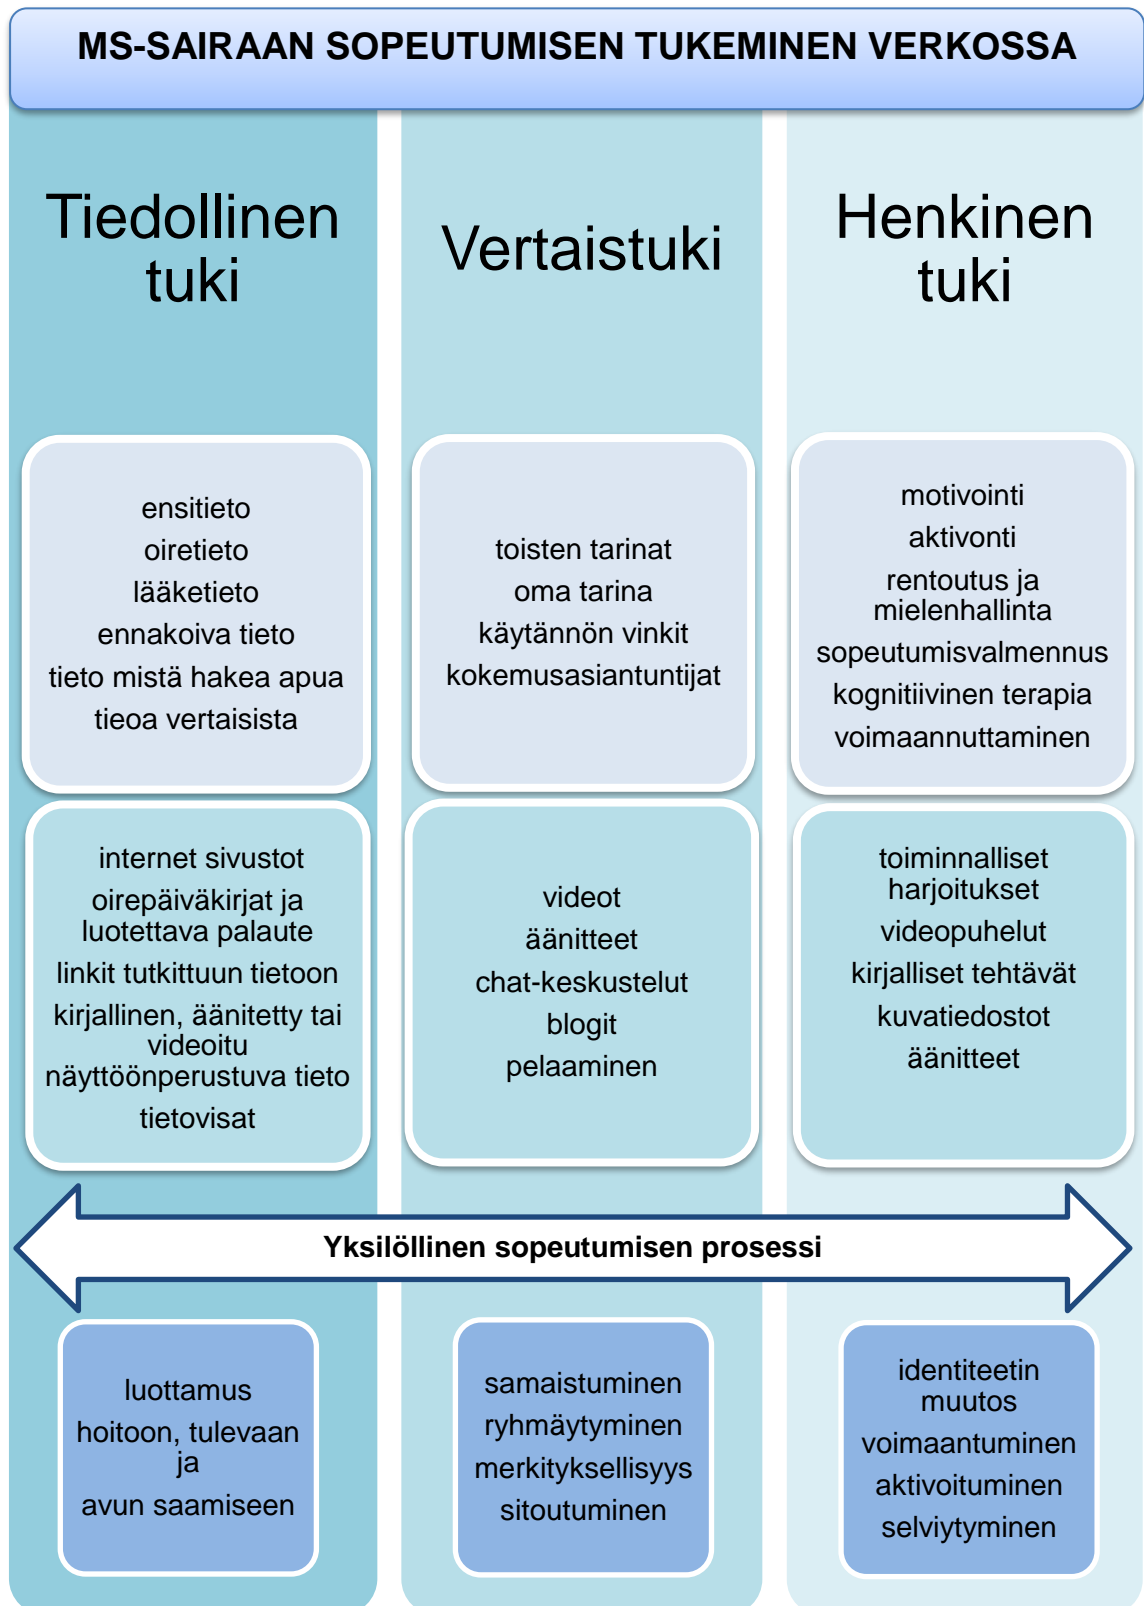 MS-SAIRAAN SOPEUTUMISEN TUKEMINEN VERKOSSA
Tiedollinen
tuki
ensitieto
oiretieto
lääketieto
ennakoiva tieto
tieto mistä hakea apua
tieoa vertaisista
internet sivustot
oirepäiväkirjat ja
luotettava palaute
linkit tutkittuun tietoon
kirjallinen, äänitetty tai
videoitu
näyttöönperustuva tieto
tietovisat
Vertaistuki
toisten tarinat
oma tarina
käytännön vinkit
kokemusasiantuntijat
videot
äänitteet
chat-keskustelut
blogit
pelaaminen
Henkinen
tuki
motivointi
aktivonti
rentoutus ja
mielenhallinta
sopeutumisvalmennus
kognitiivinen terapia
voimaannuttaminen
toiminnalliset
harjoitukset
videopuhelut
kirjalliset tehtävät
kuvatiedostot
äänitteet
Yksilöllinen sopeutumisen prosessi
luottamus
hoitoon, tulevaan
ja
avun saamiseen
samaistuminen
ryhmäytyminen
merkityksellisyys
sitoutuminen
identiteetin
muutos
voimaantuminen
aktivoituminen
selviytyminen